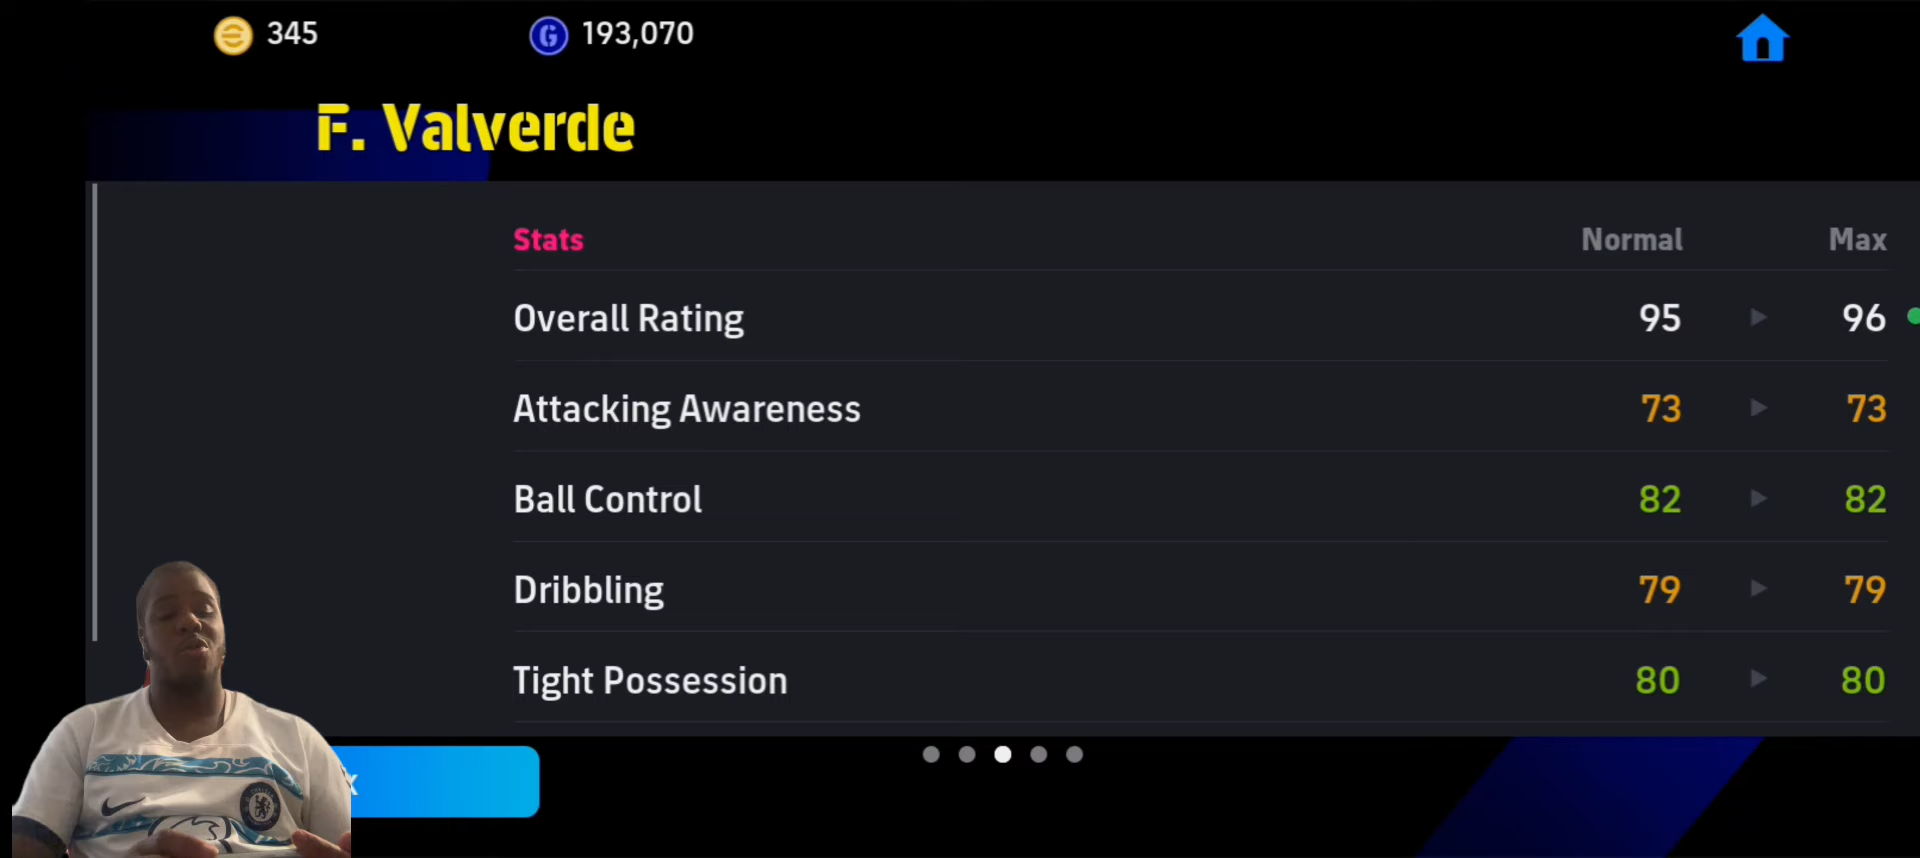 345 193,070
F. Valverde
Stats Normal Max
Overall Rating 95 96
Attacking Awareness 73 73
Ball Control 82 82
Dribbling 79 79
Tight Possession 80 80